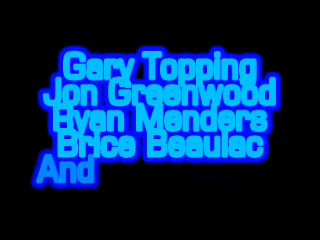 Gary Topping
Jon Greenwood
Ryan Menders
Brice Beaulac
And